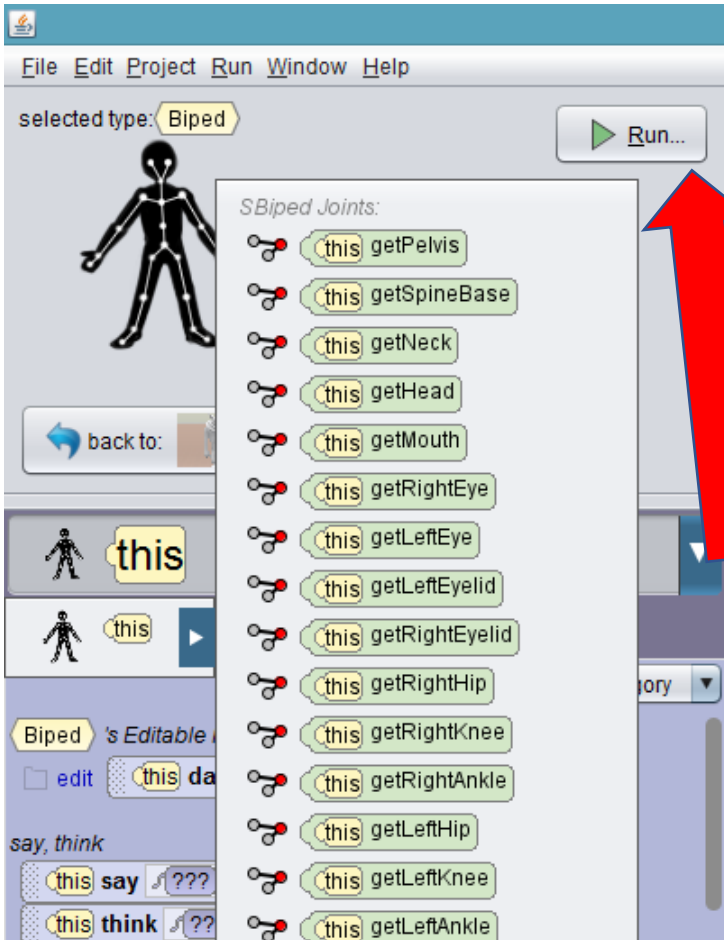 File Edit Project Run Window Help
selected type: Biped
Run...
SBiped Joints:
this getPelvis
this getSpineBase
this getNeck
this getHead
this getMouth
back to:
this getRightEye
this getLeftEye
this
this getLeftEyelid
this
this getRightEyelid
this getRightHip
gory
Biped 's Editable
this getRightKnee
edit this da
this getRightAnkle
this getLeftHip
say, think
this say ???
this getLeftKnee
this think ??
this getLeftAnkle